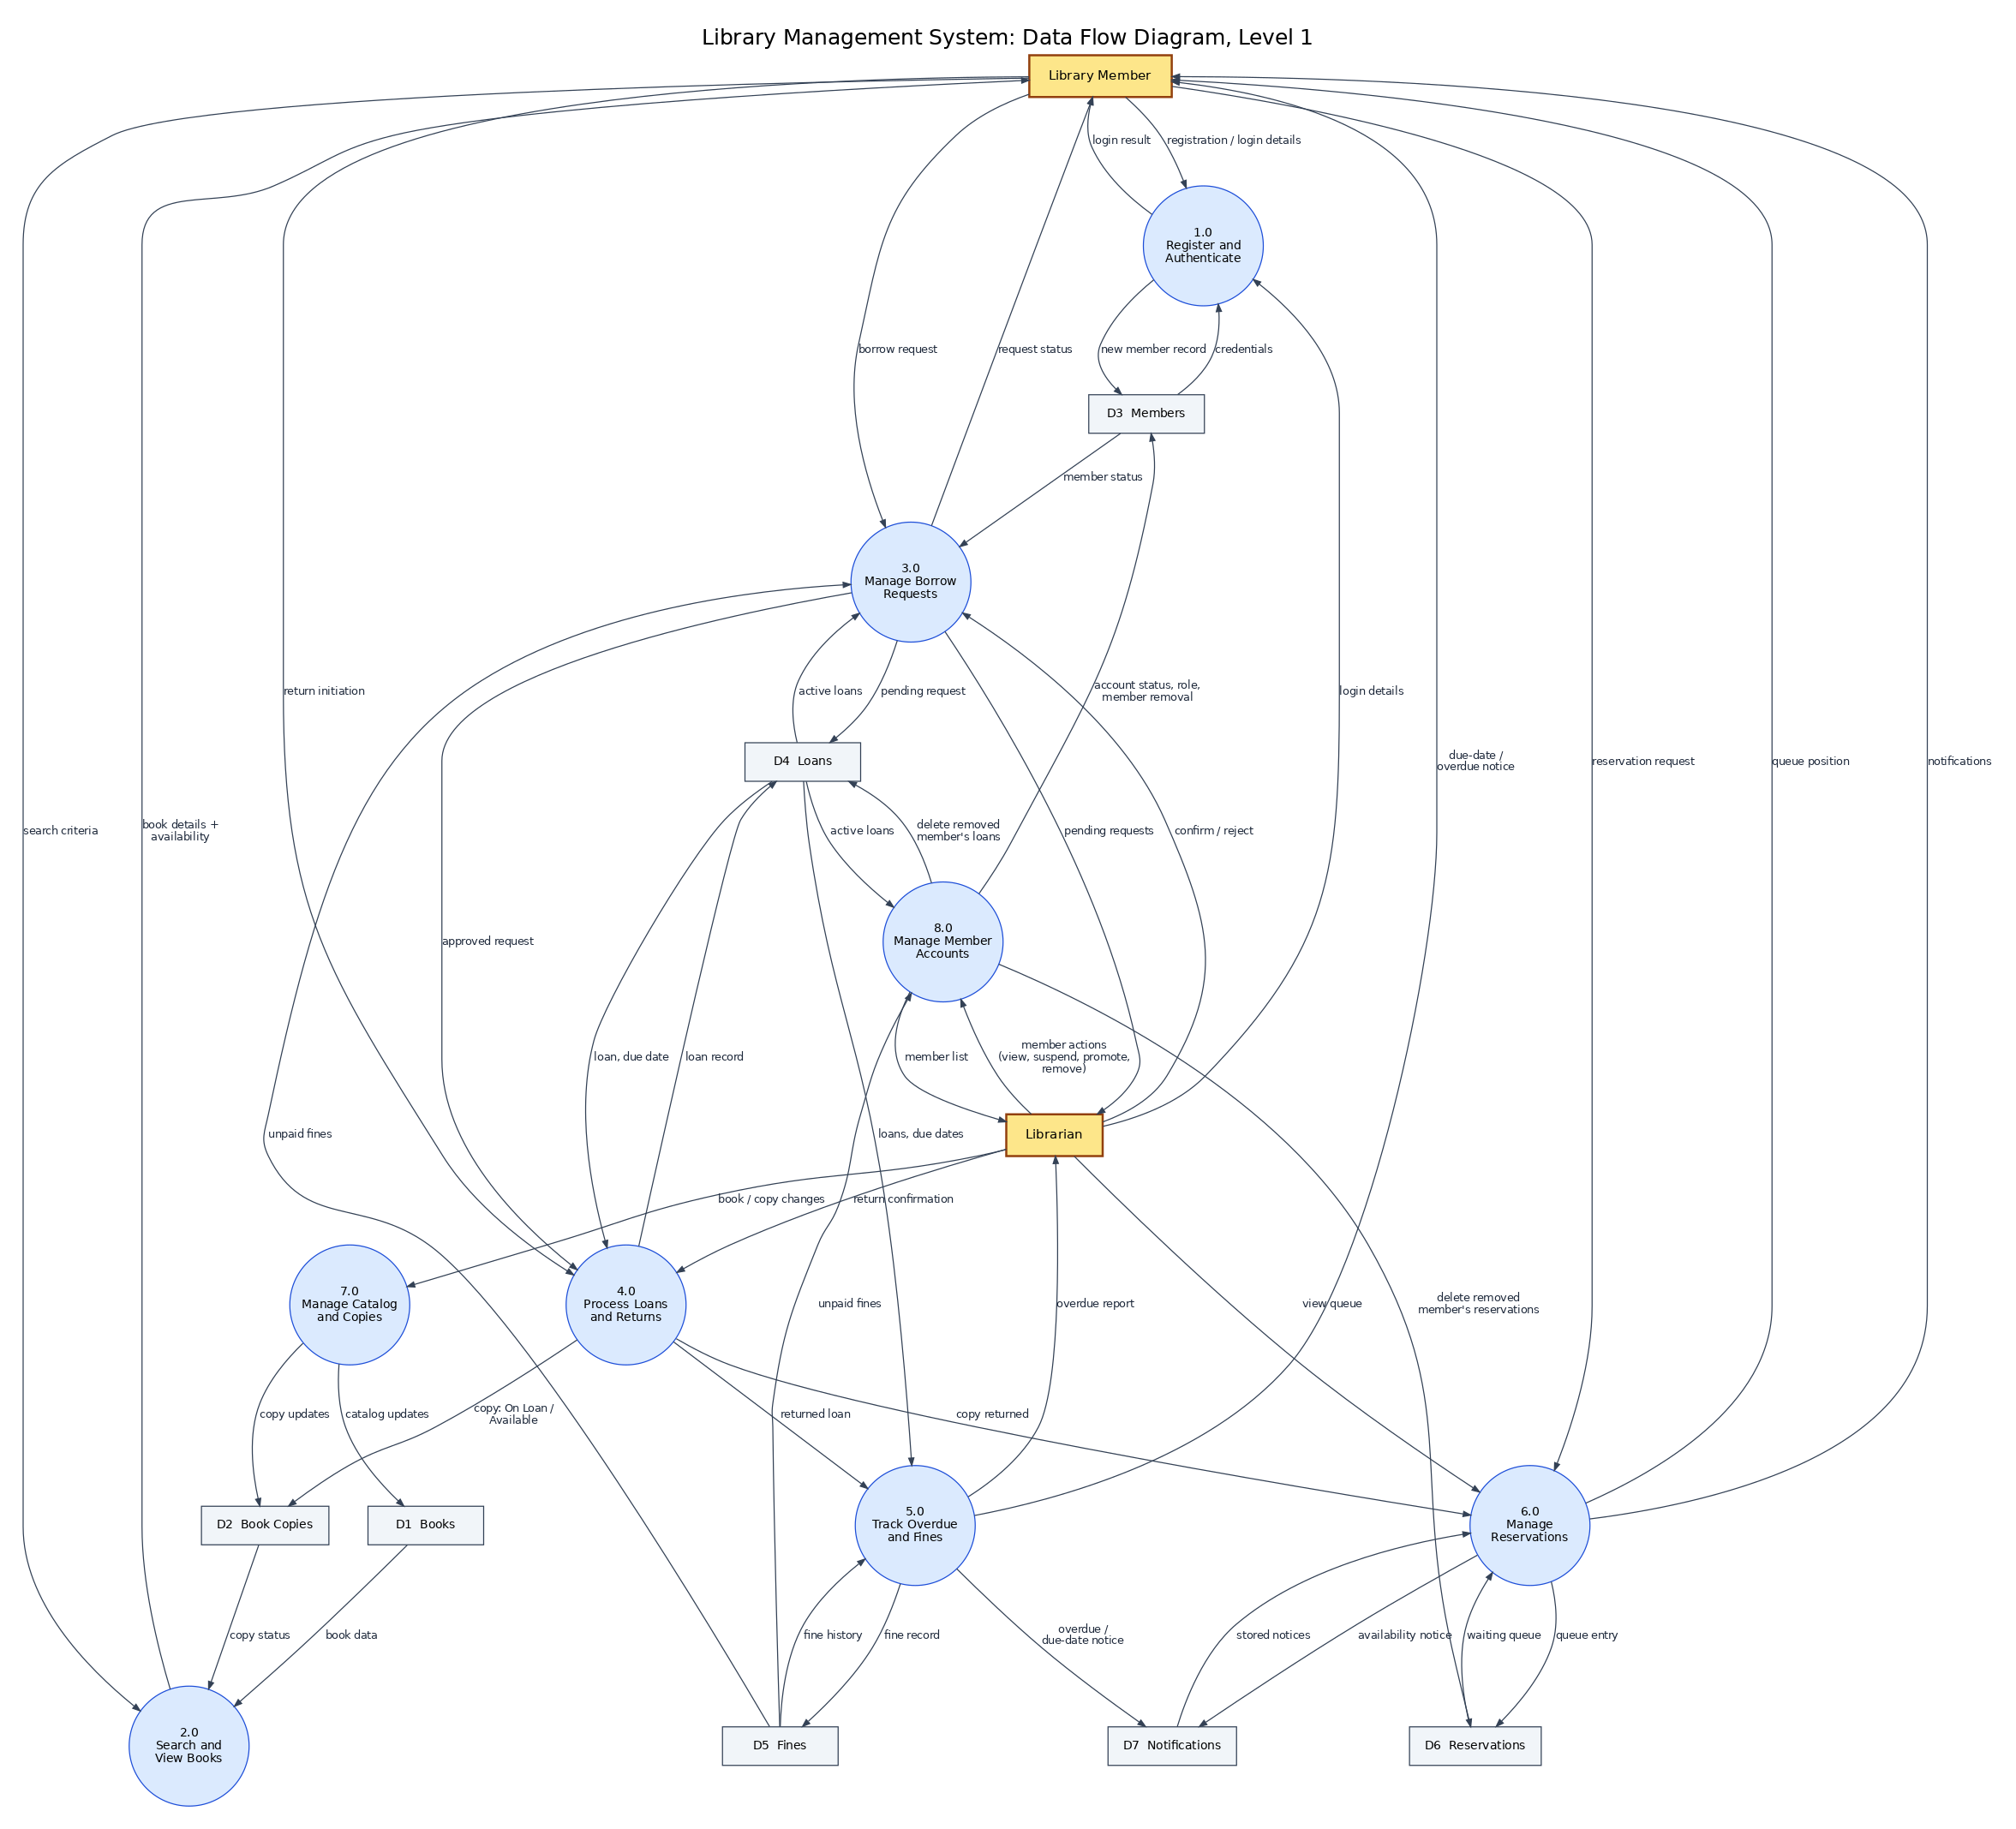 Library Management System: Data Flow Diagram, Level 1
Library Member
login result
registration / login details
1.0
Register and
Authenticate
borrow request
request status
new member record
credentials
D3 Members
member status
3.0
Manage Borrow
Requests
return initiation
active loans
pending request
account status, role,
member removal
login details
D4 Loans
due-date /
overdue notice
reservation request
queue position
notifications
search criteria
book details +
availability
active loans
delete removed
member's loans
pending requests
confirm / reject
approved request
8.0
Manage Member
Accounts
loan, due date
loan record
member list
member actions
(view, suspend, promote,
remove)
unpaid fines
loans, due dates
Librarian
book / copy changes
return confirmation
7.0
Manage Catalog
and Copies
4.0
Process Loans
and Returns
unpaid fines
overdue report
view queue
delete removed
member's reservations
copy updates
catalog updates
copy: On Loan /
Available
returned loan
copy returned
D2 Book Copies
D1 Books
5.0
Track Overdue
and Fines
6.0
Manage
Reservations
copy status
book data
fine history
fine record
overdue /
due-date notice
stored notices
availability notice
waiting queue
queue entry
2.0
Search and
View Books
D5 Fines
D7 Notifications
D6 Reservations